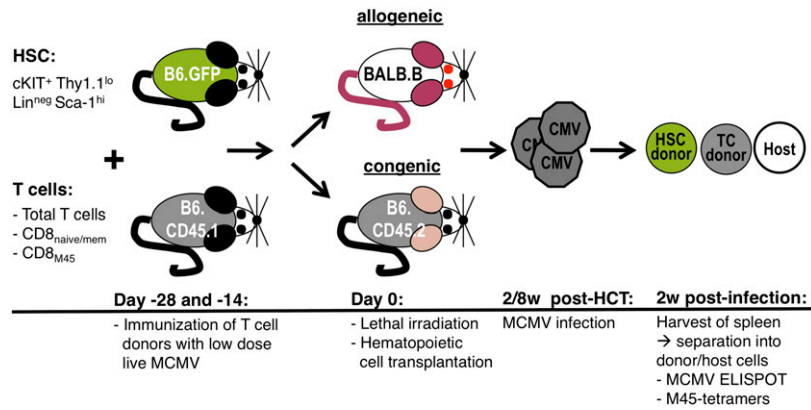 allogeneic
HSC:
cKIT⁺ Thy1.1ˡᵒ
Linⁿᵉᵍ Sca-1ʰⁱ
B6.GFP
BALB.B
+
CMV
CM
CMV
HSC
donor
TC
donor
Host
congenic
T cells:
- Total T cells
- CD8naive/mem
- CD8M45
B6.
CD45.1
B6.
CD45.2
Day -28 and -14:
- Immunization of T cell
donors with low dose
live MCMV
Day 0:
- Lethal irradiation
- Hematopoietic
cell transplantation
2/8w post-HCT:
MCMV infection
2w post-infection:
Harvest of spleen
→ separation into
donor/host cells
- MCMV ELISPOT
- M45-tetramers